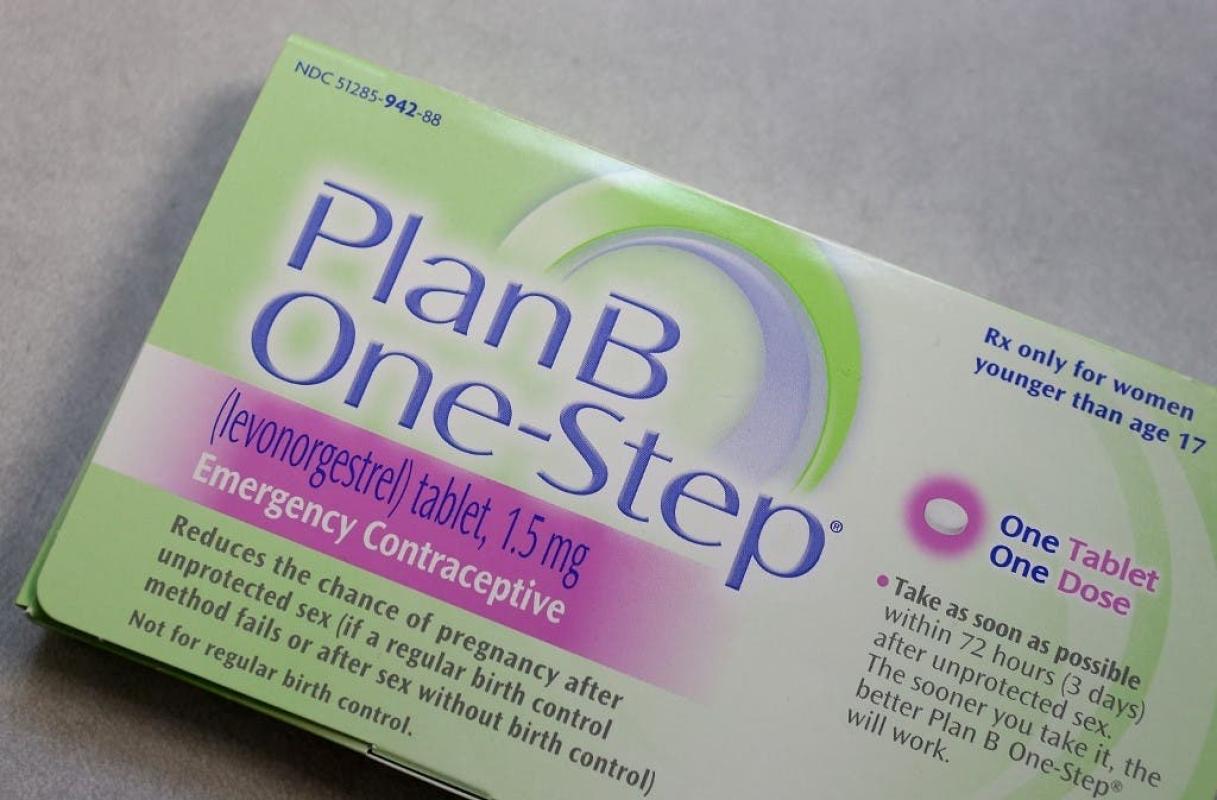 NDC 51285-942-88
Plan B
One-Step®
(levonorgestrel) tablet, 1.5 mg
Emergency Contraceptive
Reduces the chance of pregnancy after
unprotected sex (if a regular birth control
method fails or after sex without birth control)
Not for regular birth control.
Rx only for women
younger than age 17
One Tablet
One Dose
• Take as soon as possible
within 72 hours (3 days)
after unprotected sex.
The sooner you take it, the
better Plan B One-Step®
will work.